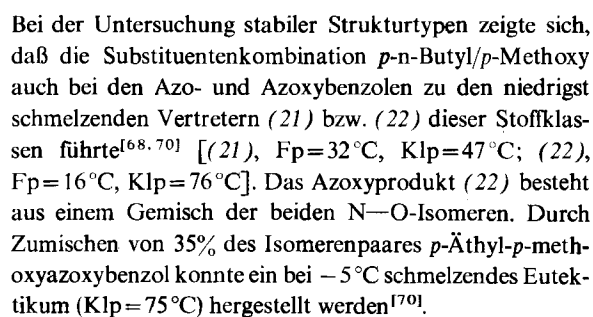 Bei der Untersuchung stabiler Strukturtypen zeigte sich,
daß die Substituentenkombination p-n-Butyl/p-Methoxy
auch bei den Azo- und Azoxybenzolen zu den niedrigst
schmelzenden Vertretern (21) bzw. (22) dieser Stoffklas-
sen führte[68, 70] [(21), Fp=32°C, Klp=47°C; (22),
Fp=16°C, Klp=76°C]. Das Azoxyprodukt (22) besteht
aus einem Gemisch der beiden N—O-Isomeren. Durch
Zumischen von 35% des Isomerenpaares p-Äthyl-p-meth-
oxyazoxybenzol konnte ein bei −5°C schmelzendes Eutek-
tikum (Klp=75°C) hergestellt werden[70].